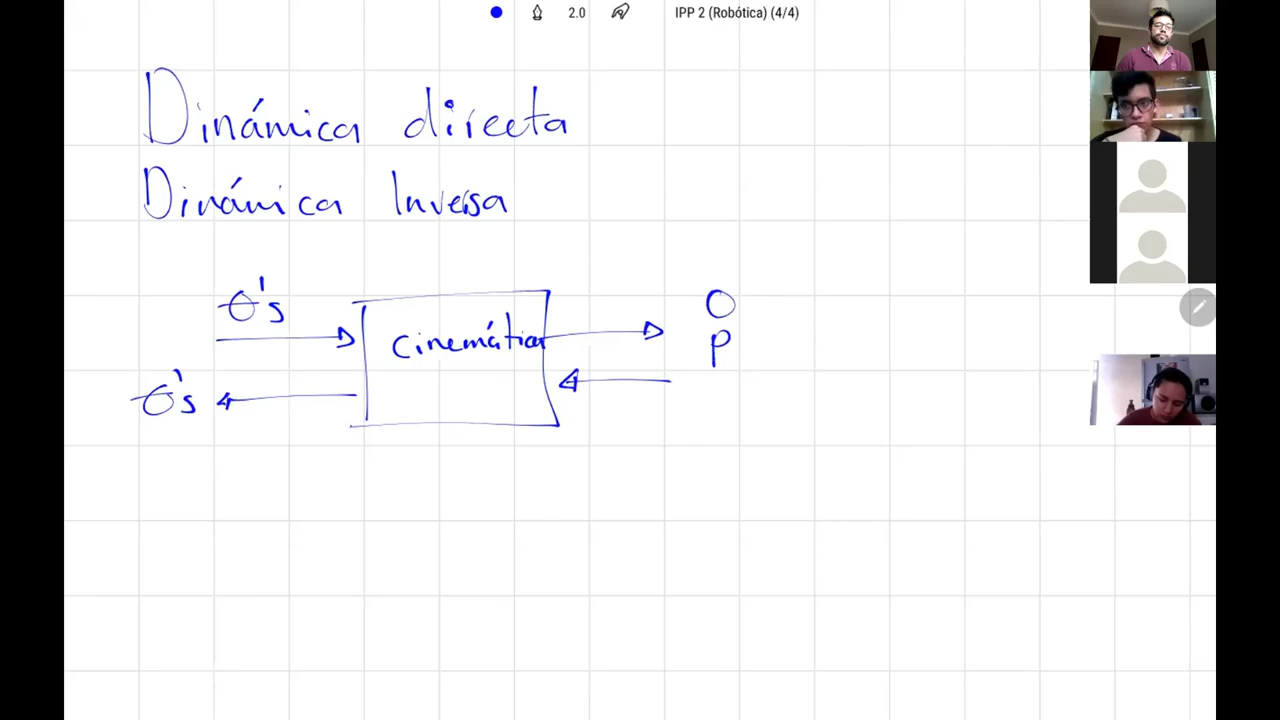 2.0 IPP 2 (Robótica) (4/4)
Dinámica directa
Dinámica Inversa
θ's
cinemática
O
P
θ's